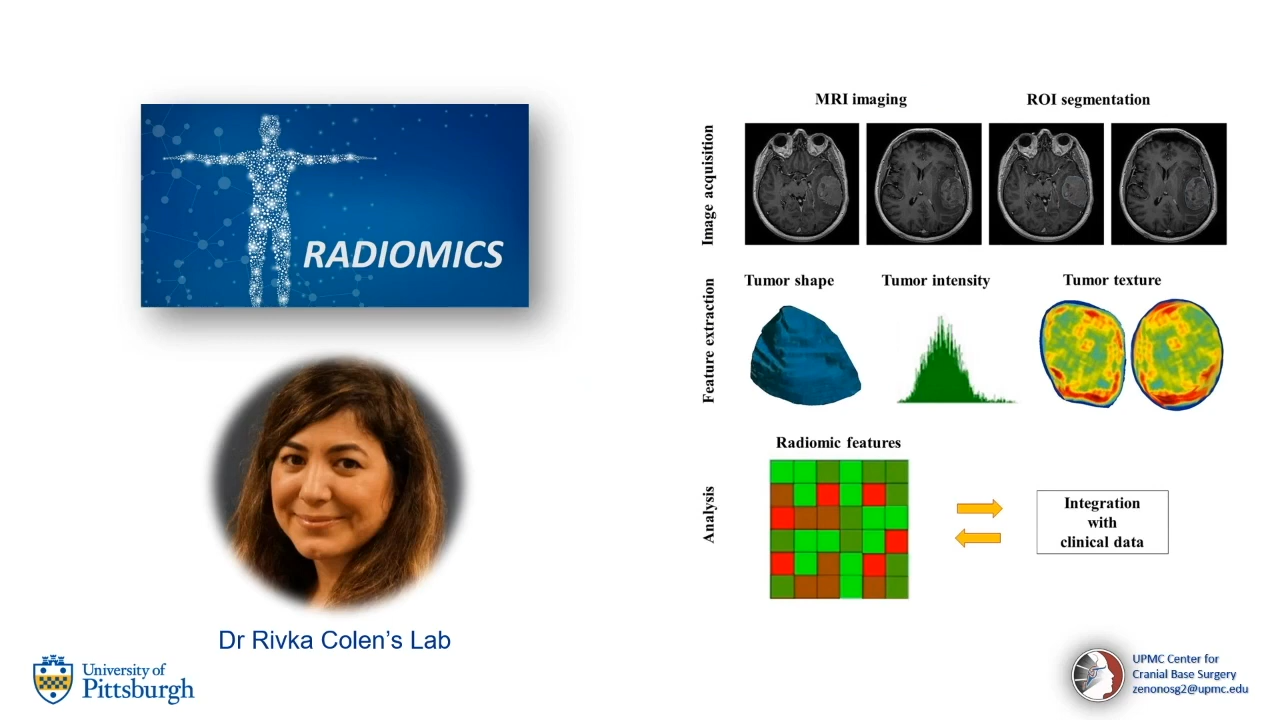 RADIOMICS
Dr Rivka Colen's Lab
University of
Pittsburgh
MRI imaging
ROI segmentation
Image acquisition
Tumor shape
Tumor intensity
Tumor texture
Feature extraction
Radiomic features
Analysis
Integration
with
clinical data
UPMC Center for
Cranial Base Surgery
zenonosg2@upmc.edu